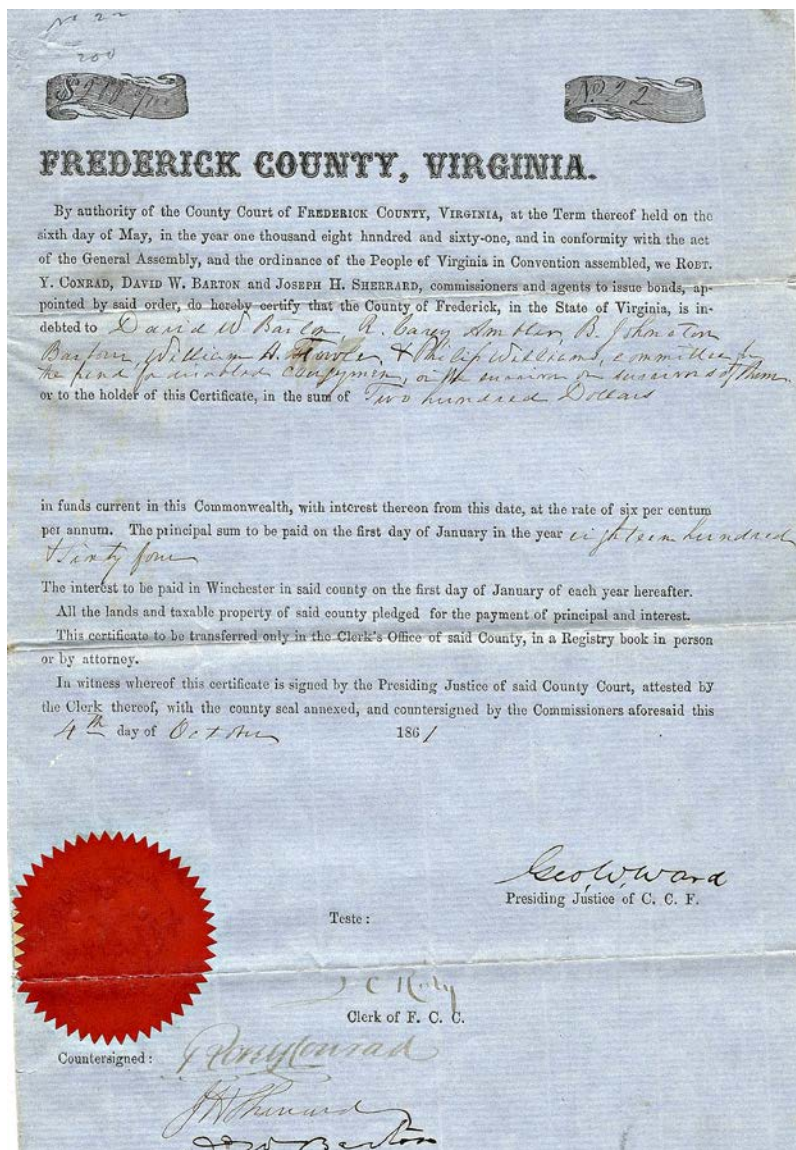 No 22
200
$200 No. 22
FREDERICK COUNTY, VIRGINIA.
By authority of the County Court of FREDERICK COUNTY, VIRGINIA, at the Term thereof held on the
sixth day of May, in the year one thousand eight hnndred and sixty-one, and in conformity with the act
of the General Assembly, and the ordinance of the People of Virginia in Convention assembled, we ROBT.
Y. CONRAD, DAVID W. BARTON and JOSEPH H. SHERRARD, commissioners and agents to issue bonds, ap-
pointed by said order, do hereby certify that the County of Frederick, in the State of Virginia, is in-
debted to David W Barton R. Carey Ambler, B. Johnston
Barbour, William H. & Philip Williams, committee for
the fund for disabled clergymen, or the survivor or survivors of them
or to the holder of this Certificate, in the sum of Two hundred Dollars
in funds current in this Commonwealth, with interest thereon from this date, at the rate of six per centum
per annum. The principal sum to be paid on the first day of January in the year eighteen hundred
& Sixty four
The interest to be paid in Winchester in said county on the first day of January of each year hereafter.
All the lands and taxable property of said county pledged for the payment of principal and interest.
This certificate to be transferred only in the Clerk's Office of said County, in a Registry book in person
or by attorney.
In witness whereof this certificate is signed by the Presiding Justice of said County Court, attested by
the Clerk thereof, with the county seal annexed, and countersigned by the Commissioners aforesaid this
4th day of October 1861
Geo. W. Ward
Presiding Justice of C. C. F.
Teste:
J C Riely
Clerk of F. C. C.
Countersigned: Robt Y Conrad
J H Sherrard
D W Barton